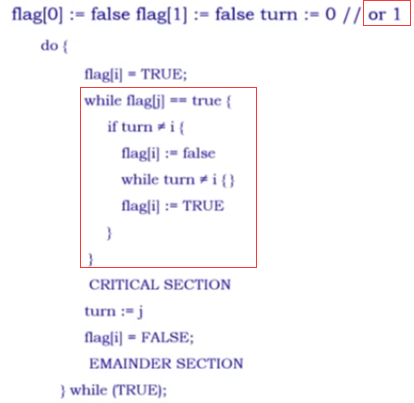 flag[0] := false flag[1] := false turn := 0 // or 1
do {
flag[i] = TRUE;
while flag[j] == true {
if turn ≠ i {
flag[i] := false
while turn ≠ i {}
flag[i] := TRUE
}
}
CRITICAL SECTION
turn := j
flag[i] = FALSE;
EMAINDER SECTION
} while (TRUE);